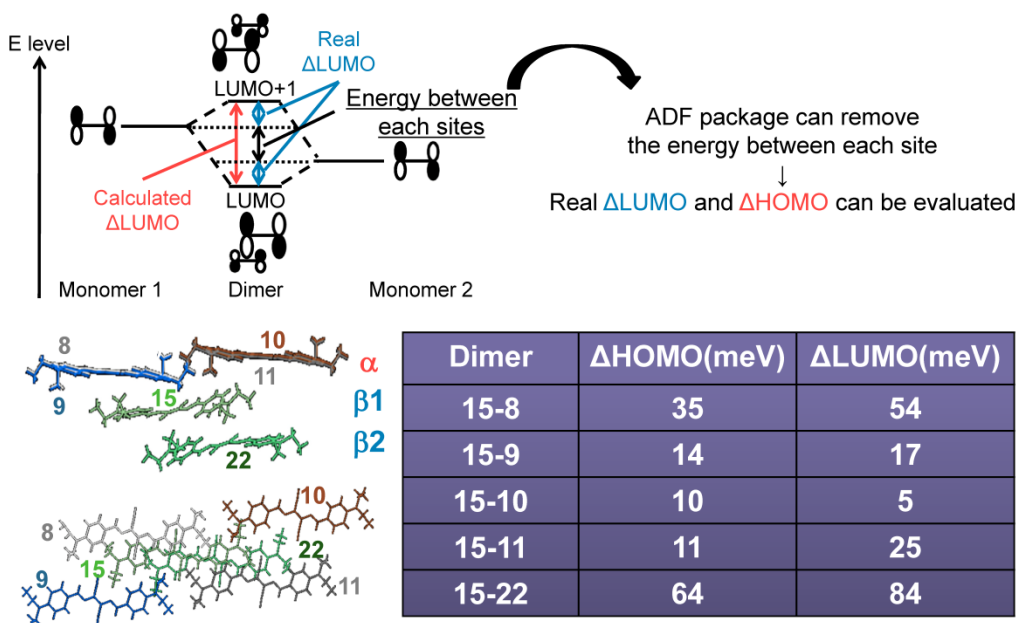 E level
Real
ΔLUMO
LUMO+1
Energy between
each sites
Calculated
ΔLUMO
LUMO
Monomer 1
Dimer
Monomer 2
ADF package can remove
the energy between each site
↓
Real ΔLUMO and ΔHOMO can be evaluated
8
10
α
9
15
11
β1
β2
22
10
8
22
15
9
11
Dimer ΔHOMO(meV) ΔLUMO(meV)
15-8 35 54
15-9 14 17
15-10 10 5
15-11 11 25
15-22 64 84